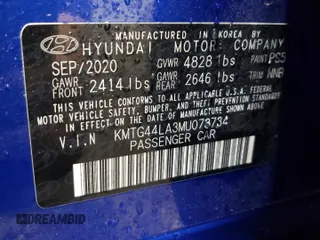 MANUFACTURED IN KOREA BY
HYUNDAI MOTOR COMPANY
SEP/2020 GVWR 4828 lbs PAINT PS5
GAWR FRONT 2414 lbs GAWR REAR 2646 lbs TRIM NNB
THIS VEHICLE CONFORMS TO ALL APPLICABLE U.S.A. FEDERAL
MOTOR VEHICLE SAFETY, BUMPER, AND THEFT PREVENTION
STANDARDS IN EFFECT ON THE DATE OF MANUFACTURE
SHOWN ABOVE.
V.I.N KMTG44LA3MU073734
PASSENGER CAR
DREAMBID